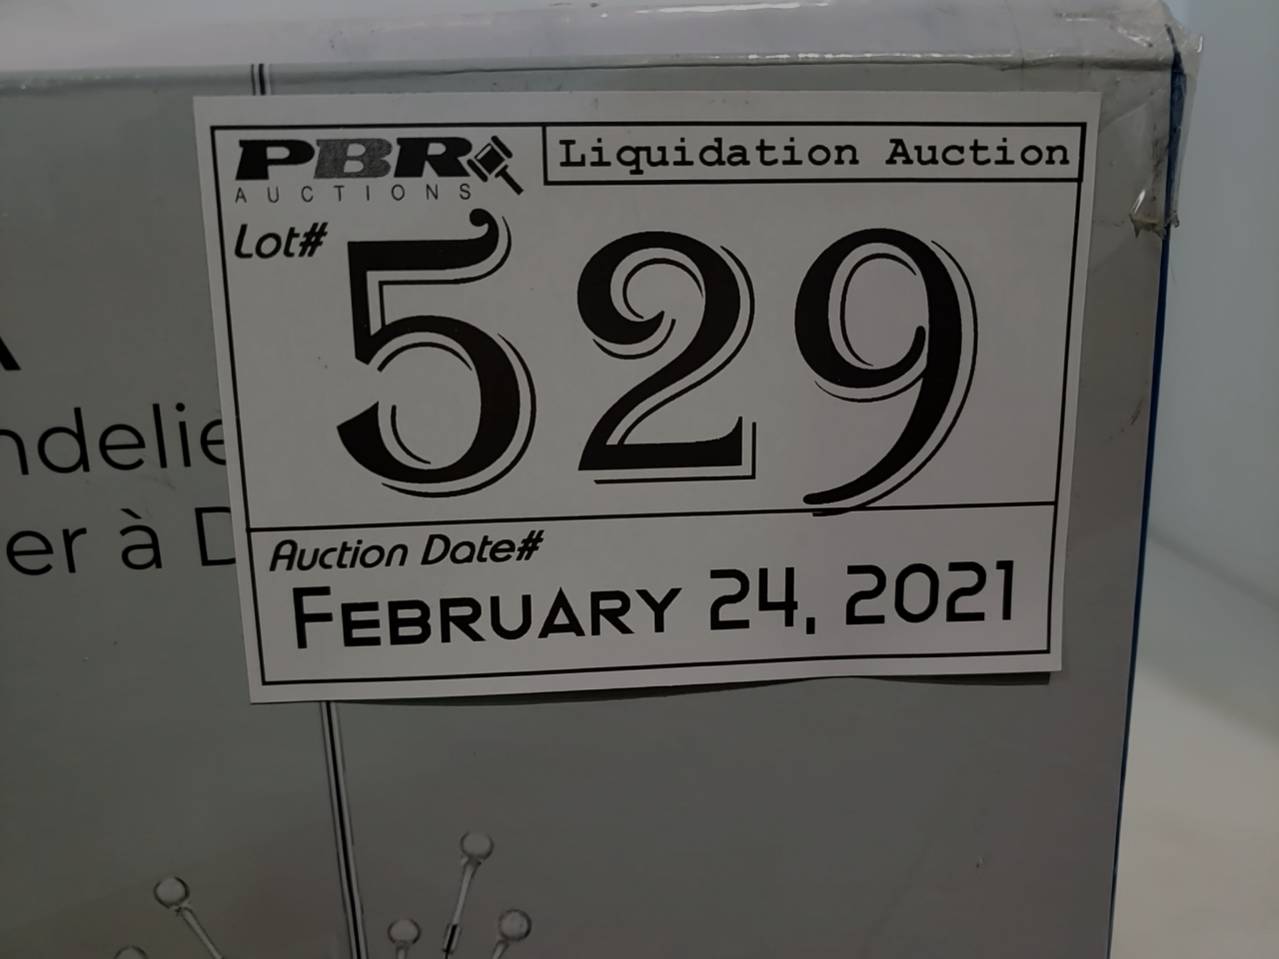 PBR
AUCTIONS
Liquidation Auction
Lot#
529
ndelie
er à D
Auction Date#
FEBRUARY 24, 2021